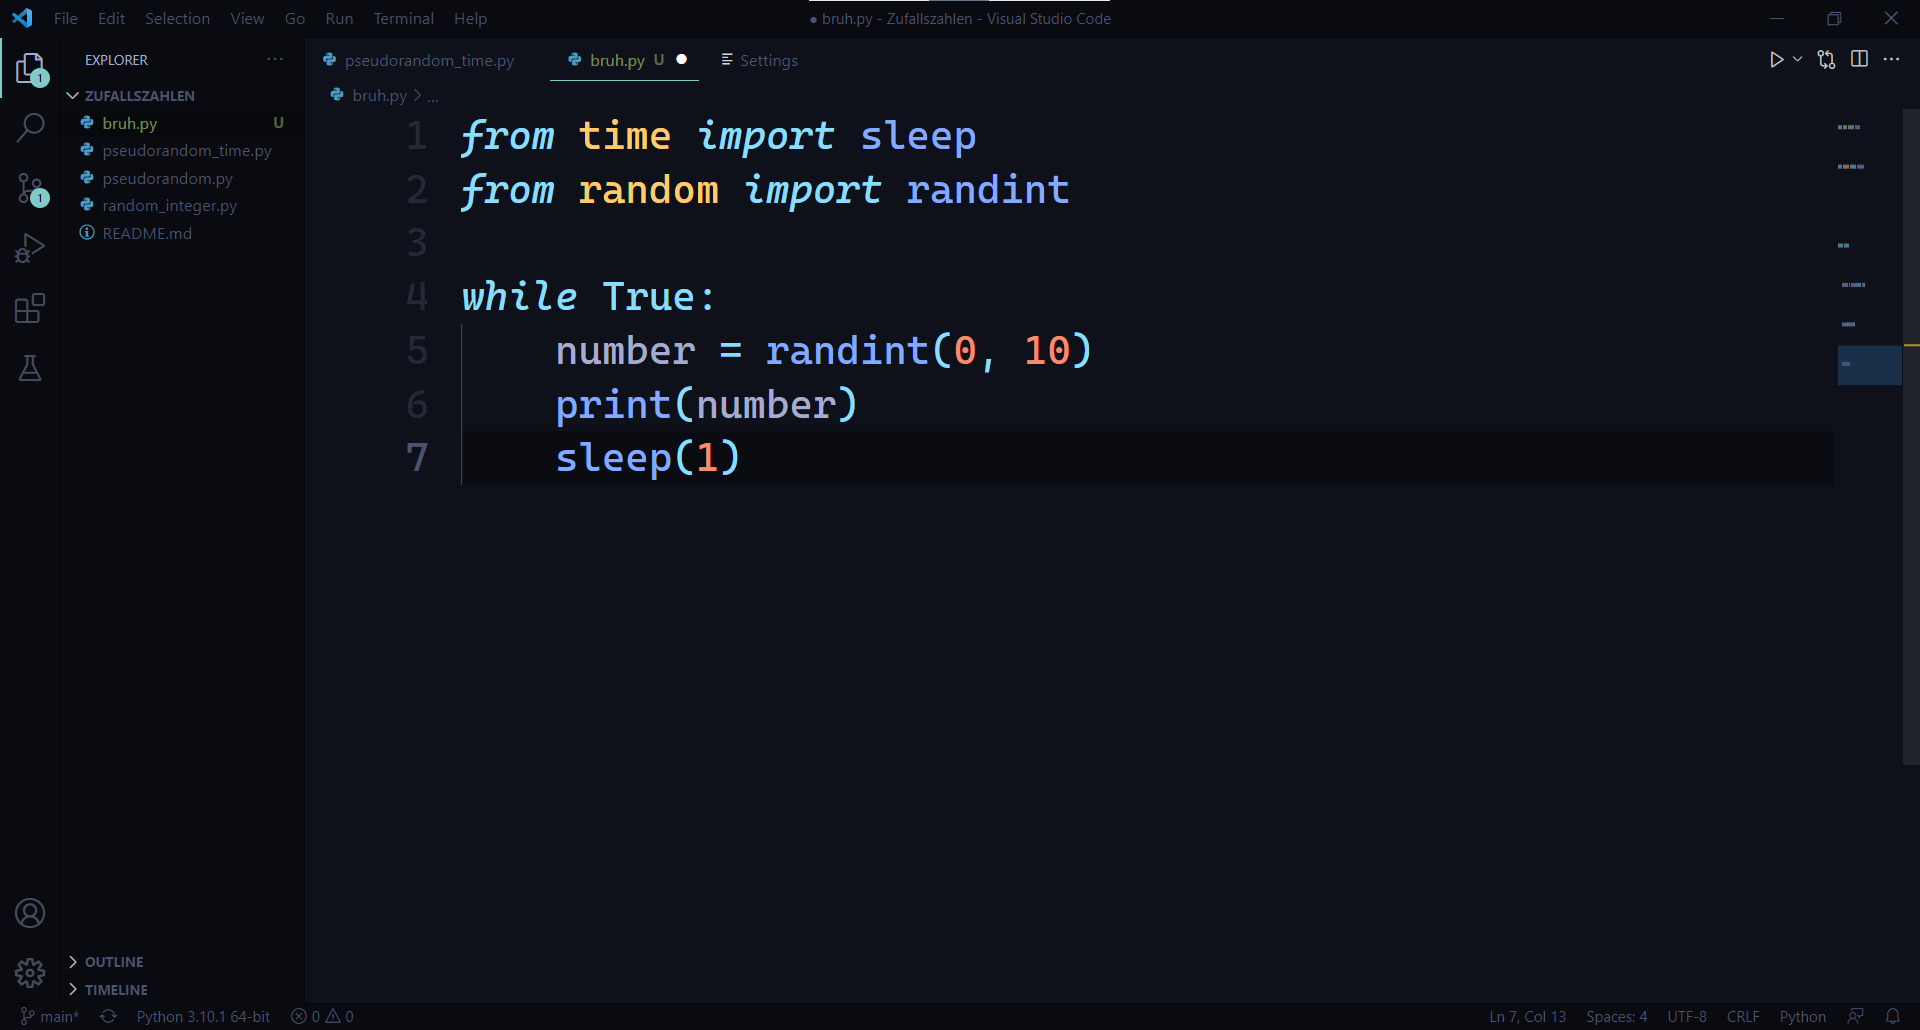 File Edit Selection View Go Run Terminal Help
● bruh.py - Zufallszahlen - Visual Studio Code
EXPLORER
ZUFALLSZAHLEN
bruh.py U
pseudorandom_time.py
pseudorandom.py
random_integer.py
README.md
OUTLINE
TIMELINE
1
1
pseudorandom_time.py bruh.py U ● Settings
bruh.py > ...
1 from time import sleep
2 from random import randint
3
4 while True:
5     number = randint(0, 10)
6     print(number)
7     sleep(1)
main* Python 3.10.1 64-bit 0 0 Ln 7, Col 13 Spaces: 4 UTF-8 CRLF Python